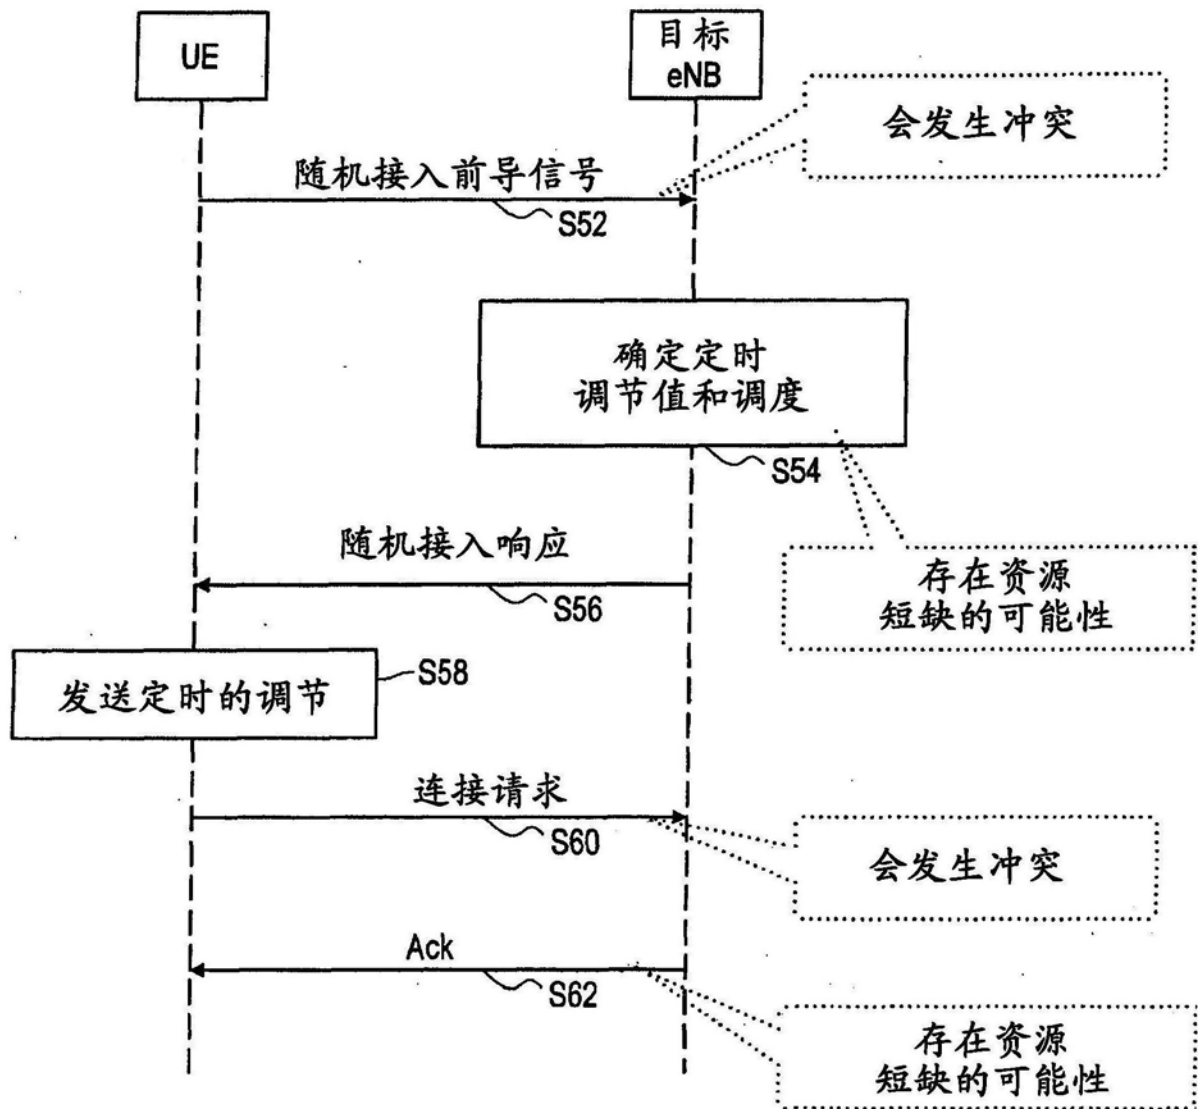 UE
目标
eNB
会发生冲突
随机接入前导信号
S52
确定定时
调节值和调度
S54
随机接入响应
S56
存在资源
短缺的可能性
发送定时的调节
S58
连接请求
S60
会发生冲突
Ack
S62
存在资源
短缺的可能性